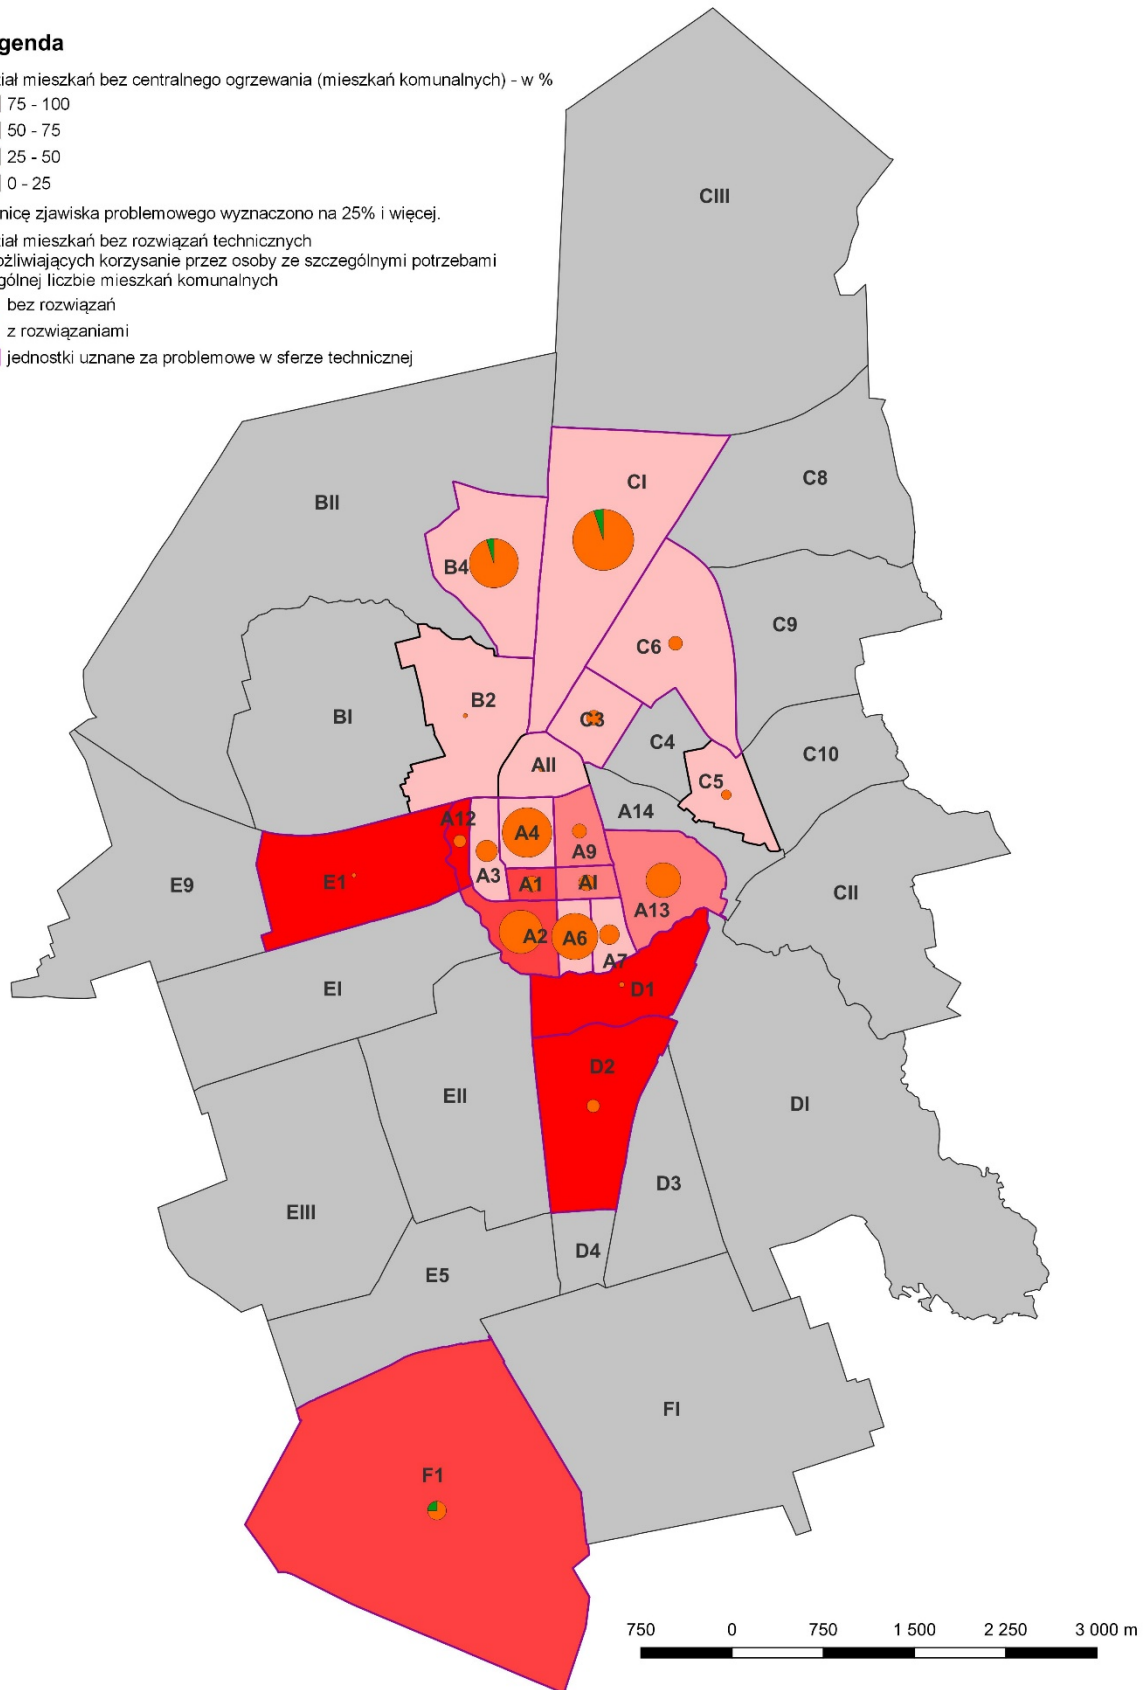 genda
iał mieszkań bez centralnego ogrzewania (mieszkań komunalnych) - w %
75 - 100
50 - 75
25 - 50
0 - 25
nicę zjawiska problemowego wyznaczono na 25% i więcej.
iał mieszkań bez rozwiązań technicznych
ożliwiających korzysanie przez osoby ze szczególnymi potrzebami
gólnej liczbie mieszkań komunalnych
bez rozwiązań
z rozwiązaniami
jednostki uznane za problemowe w sferze technicznej
CIII
C8
CI
BII
B4
C9
C6
B2
BI
C3
C4
C10
AII
C5
A14
A12
A4
A9
A3
E1
A1
AI
E9
CII
A13
A2
A6
A7
EI
D1
D2
EII
DI
D3
EIII
D4
E5
FI
F1
750 0 750 1 500 2 250 3 000 m